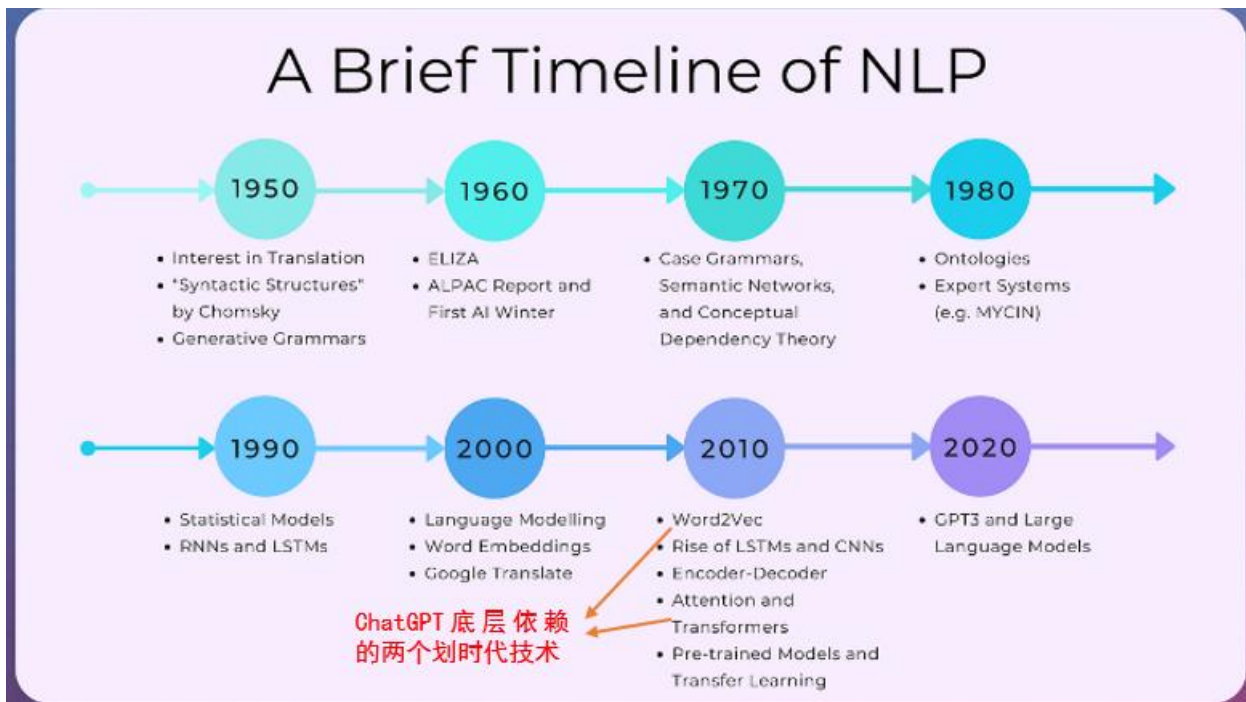 A Brief Timeline of NLP
1950
• Interest in Translation
• "Syntactic Structures"
by Chomsky
• Generative Grammars
1960
• ELIZA
• ALPAC Report and
First AI Winter
1970
• Case Grammars,
Semantic Networks,
and Conceptual
Dependency Theory
1980
• Ontologies
• Expert Systems
(e.g. MYCIN)
1990
• Statistical Models
• RNNs and LSTMs
2000
• Language Modelling
• Word Embeddings
• Google Translate
2010
• Word2Vec
• Rise of LSTMs and CNNs
• Encoder-Decoder
• Attention and
Transformers
• Pre-trained Models and
Transfer Learning
2020
• GPT3 and Large
Language Models
ChatGPT底层依赖
的两个划时代技术